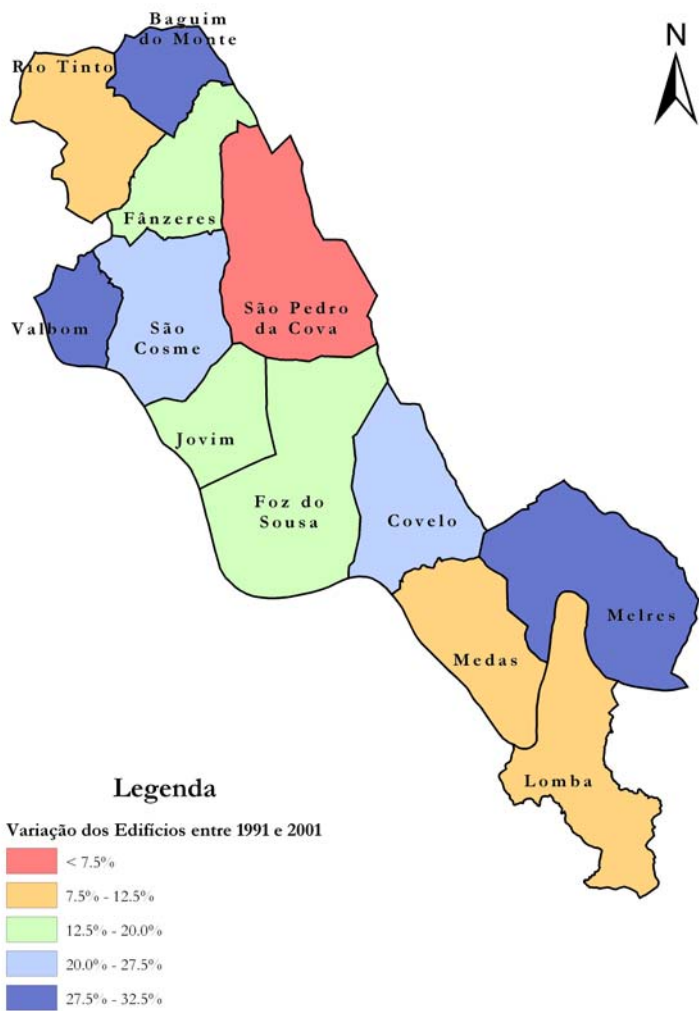 Baguim
do Monte
N
Rio Tinto
Fânzeres
São Pedro
da Cova
Valbom
São
Cosme
Jovim
Foz do
Sousa
Covelo
Melres
Medas
Lomba
Legenda
Variação dos Edifícios entre 1991 e 2001
< 7.5%
7.5% - 12.5%
12.5% - 20.0%
20.0% - 27.5%
27.5% - 32.5%